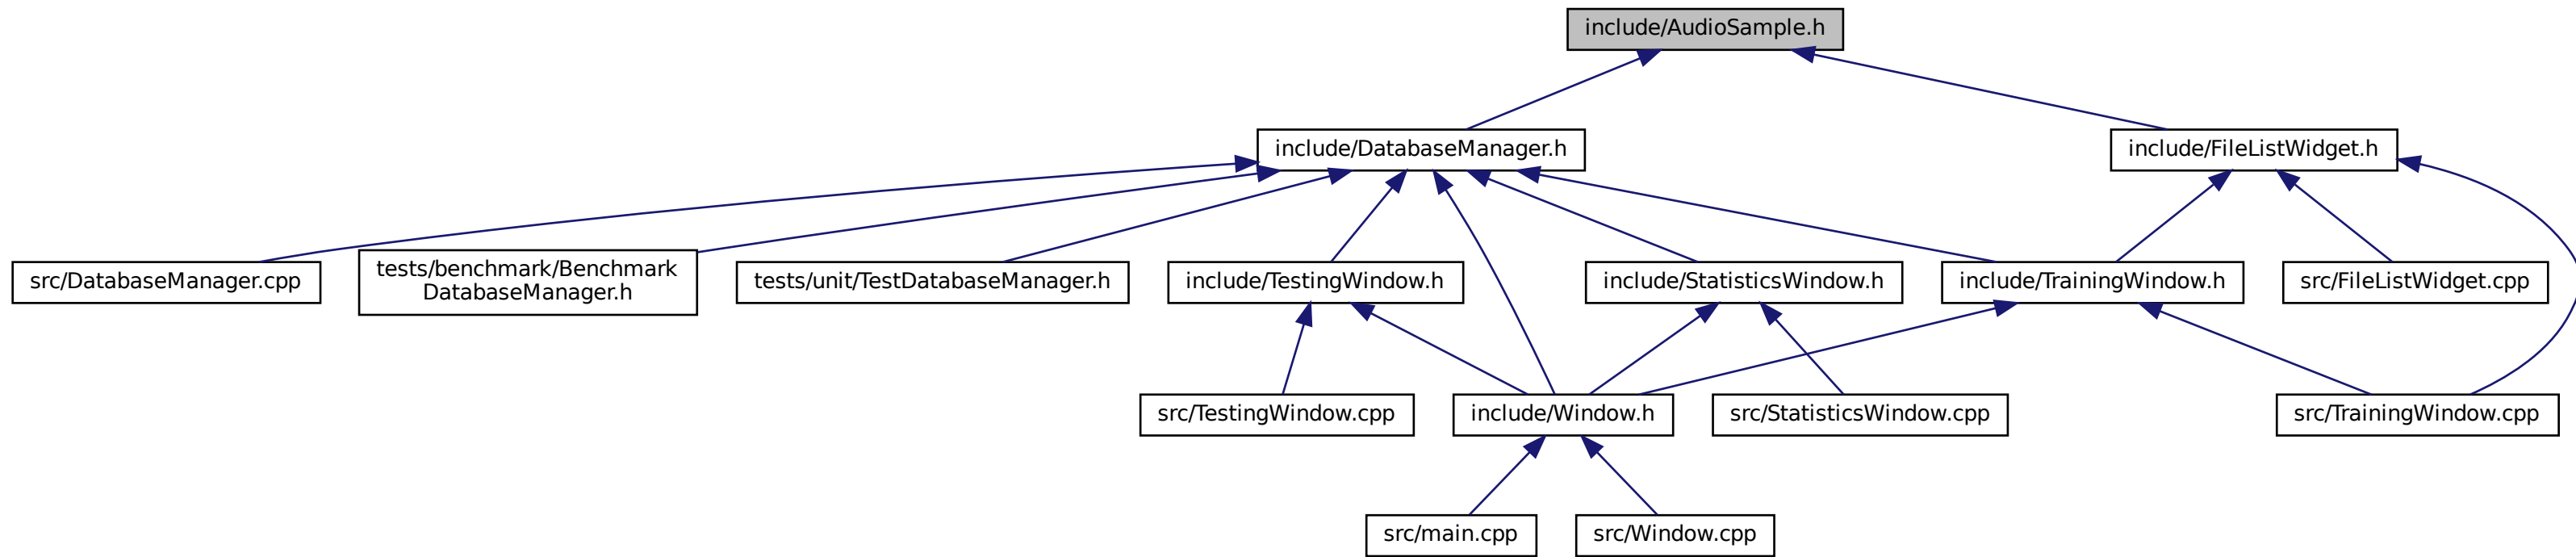 include/AudioSample.h
include/DatabaseManager.h
include/FileListWidget.h
src/DatabaseManager.cpp
tests/benchmark/Benchmark
DatabaseManager.h
tests/unit/TestDatabaseManager.h
include/TestingWindow.h
include/StatisticsWindow.h
include/TrainingWindow.h
src/FileListWidget.cpp
src/TestingWindow.cpp
include/Window.h
src/StatisticsWindow.cpp
src/TrainingWindow.cpp
src/main.cpp
src/Window.cpp